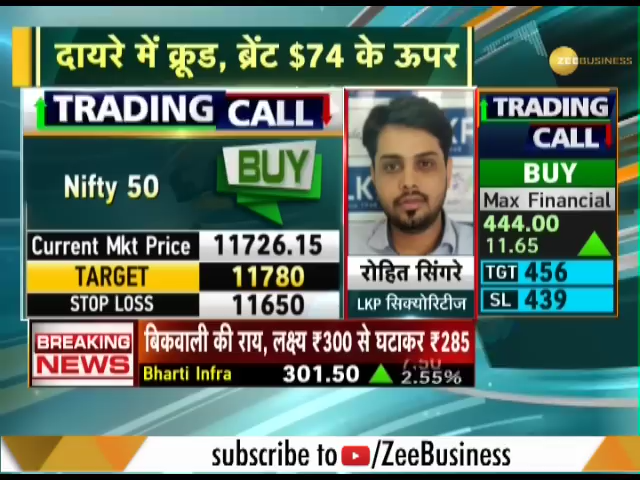 दायरे में क्रूड, ब्रेंट $74 के ऊपर
ZEEBUSINESS
TRADING CALL
BUY
Nifty 50
Current Mkt Price 11726.15
TARGET 11780
STOP LOSS 11650
रोहित सिंगरे
LKP सिक्योरिटीज
TRADING
CALL
BUY
Max Financial
444.00
11.65
TGT 456
SL 439
BREAKING
NEWS
बिकवाली की राय, लक्ष्य ₹300 से घटाकर ₹285
Bharti Infra 301.50 7.50
2.55%
subscribe to /ZeeBusiness